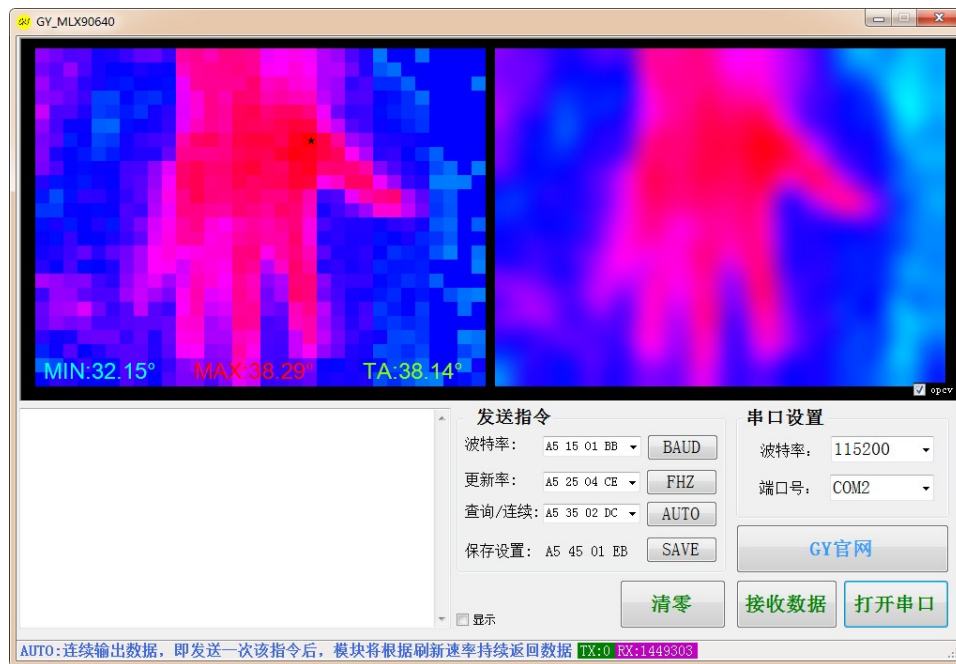 GY_MLX90640
MIN:32.15° MAX:38.29° TA:38.14°
opcv
发送指令
波特率: A5 15 01 BB BAUD
更新率: A5 25 04 CE FHZ
查询/连续: A5 35 02 DC AUTO
保存设置: A5 45 01 EB SAVE
串口设置
波特率: 115200
端口号: COM2
GY官网
显示
清零 接收数据 打开串口
AUTO:连续输出数据, 即发送一次该指令后, 模块将根据刷新速率持续返回数据 TX:0 RX:1449303